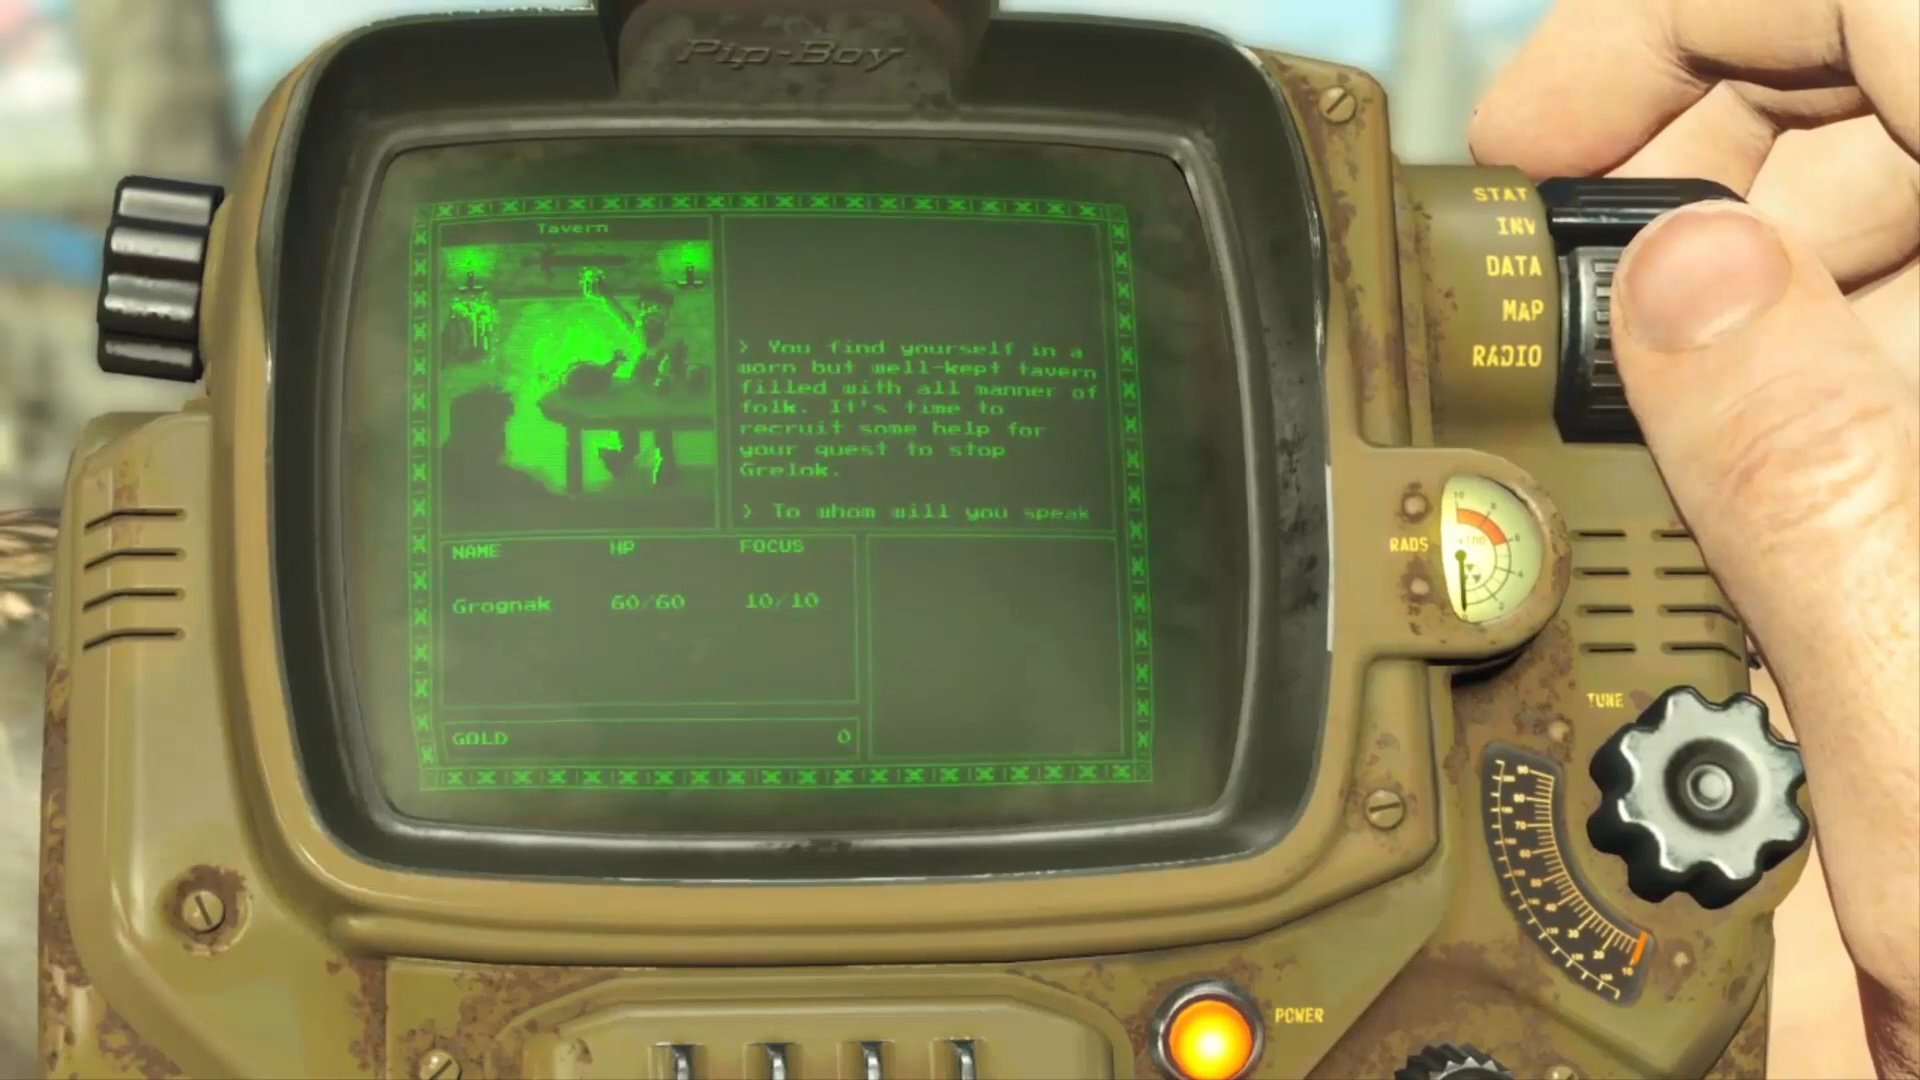 Pip-Boy
STAT
INV
DATA
MAP
RADIO
Tavern
> You find yourself in a
worn but well-kept tavern
filled with all manner of
folk. It's time to
recruit some help for
your quest to stop
Grelok.
> To whom will you speak
NAME HP FOCUS
Grognak 60/60 10/10
GOLD 0
RADS
TUNE
POWER